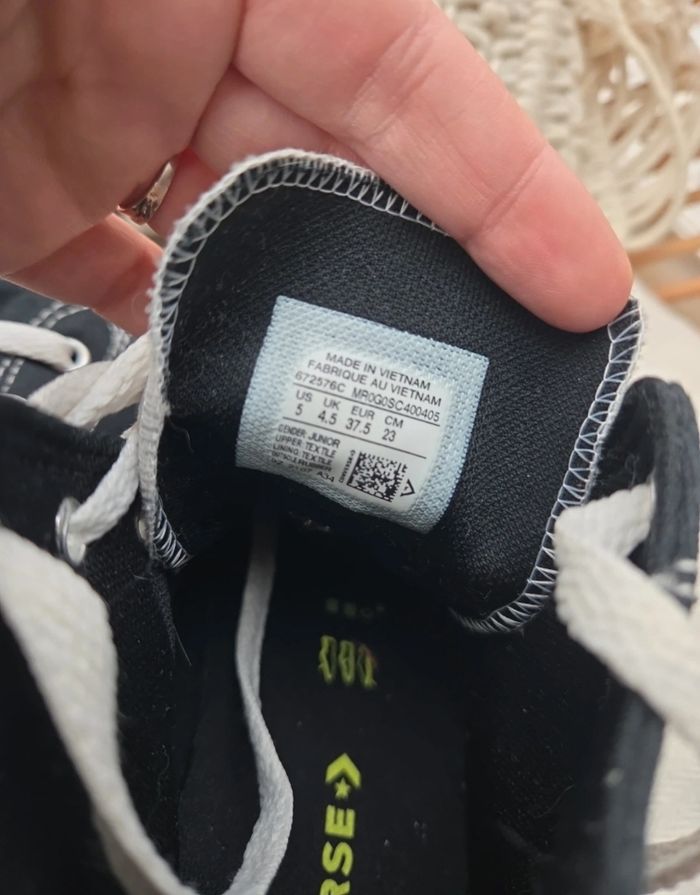 MADE IN VIETNAM
FABRIQUE AU VIETNAM
672576C MR0G0SC400405
US UK EUR CM
5 4.5 37.5 23
GENDER: JUNIOR
UPPER: TEXTILE
LINING: TEXTILE
A34
RSE